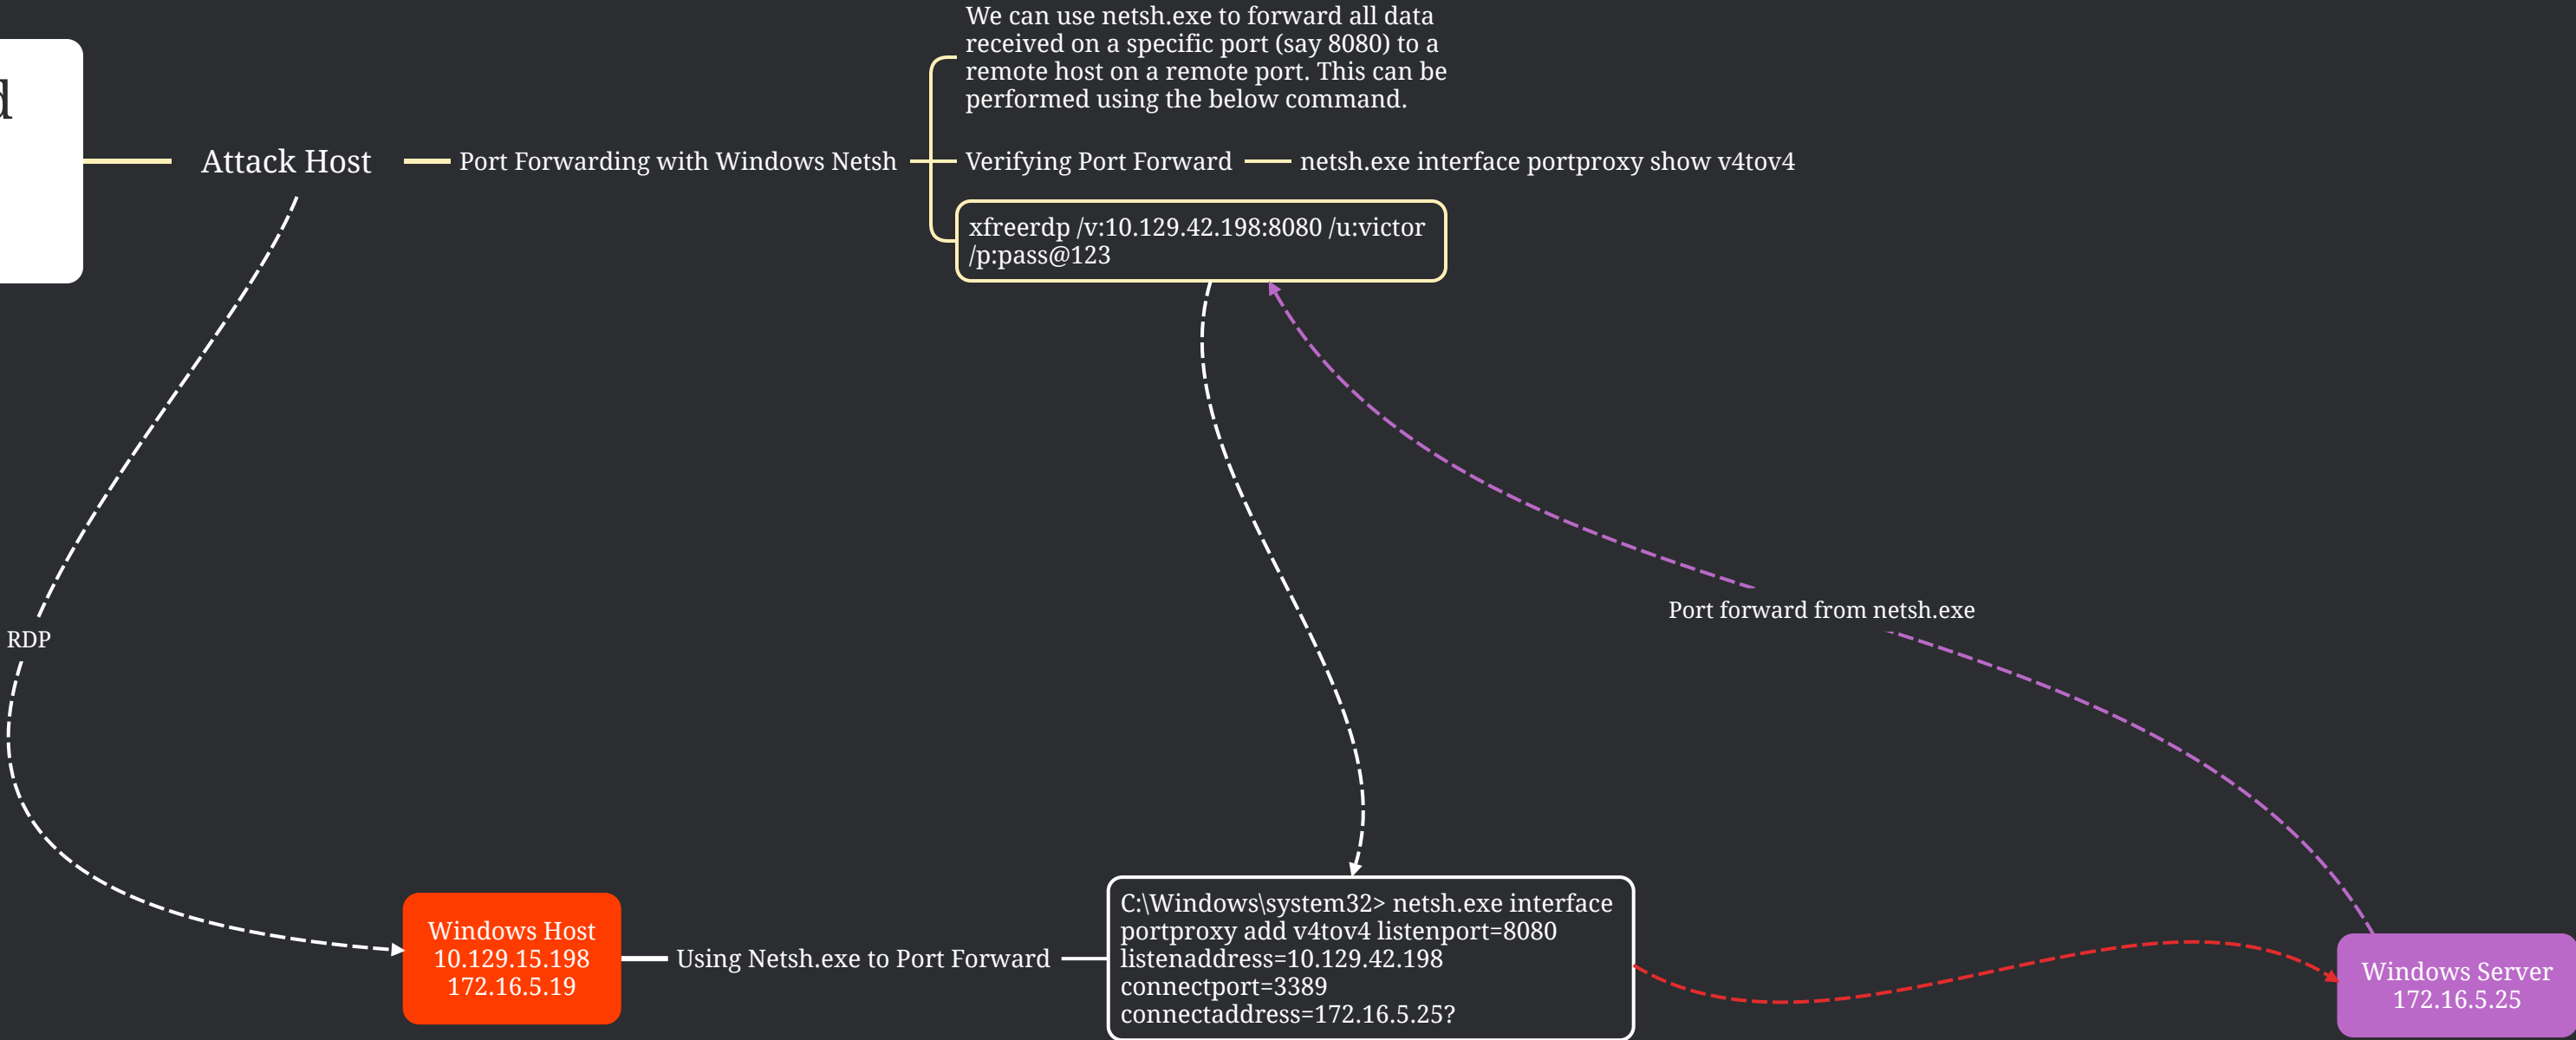 We can use netsh.exe to forward all data
received on a specific port (say 8080) to a
remote host on a remote port. This can be
performed using the below command.
d
Attack Host
Port Forwarding with Windows Netsh
Verifying Port Forward
netsh.exe interface portproxy show v4tov4
xfreerdp /v:10.129.42.198:8080 /u:victor
/p:pass@123
Port forward from netsh.exe
RDP
Windows Host
10.129.15.198
172.16.5.19
Using Netsh.exe to Port Forward
C:\Windows\system32> netsh.exe interface
portproxy add v4tov4 listenport=8080
listenaddress=10.129.42.198
connectport=3389
connectaddress=172.16.5.25?
Windows Server
172.16.5.25